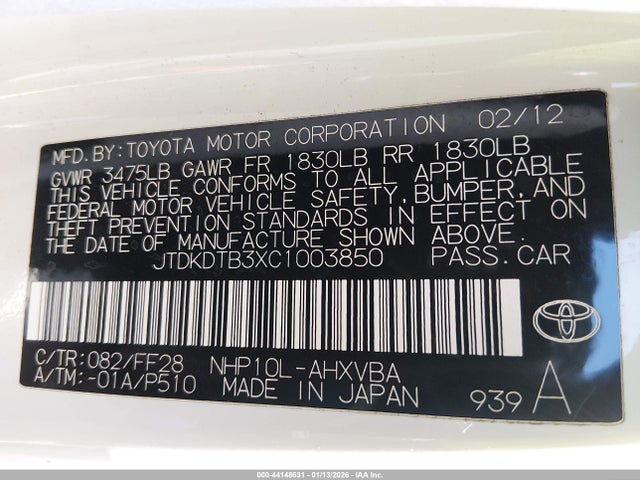 MFD. BY: TOYOTA MOTOR CORPORATION 02/12
GVWR 3475LB GAWR FR 1830LB RR 1830LB
THIS VEHICLE CONFORMS TO ALL APPLICABLE
FEDERAL MOTOR VEHICLE SAFETY, BUMPER, AND
THEFT PREVENTION STANDARDS IN EFFECT ON
THE DATE OF MANUFACTURE SHOWN ABOVE.
JTDKDTB3XC1003850 PASS. CAR
C/TR: 082/FF28 NHP10L-AHXVBA
A/TM: -01A/P510 MADE IN JAPAN 939 A
000-44148631 - 01/13/2026 - IAA Inc.